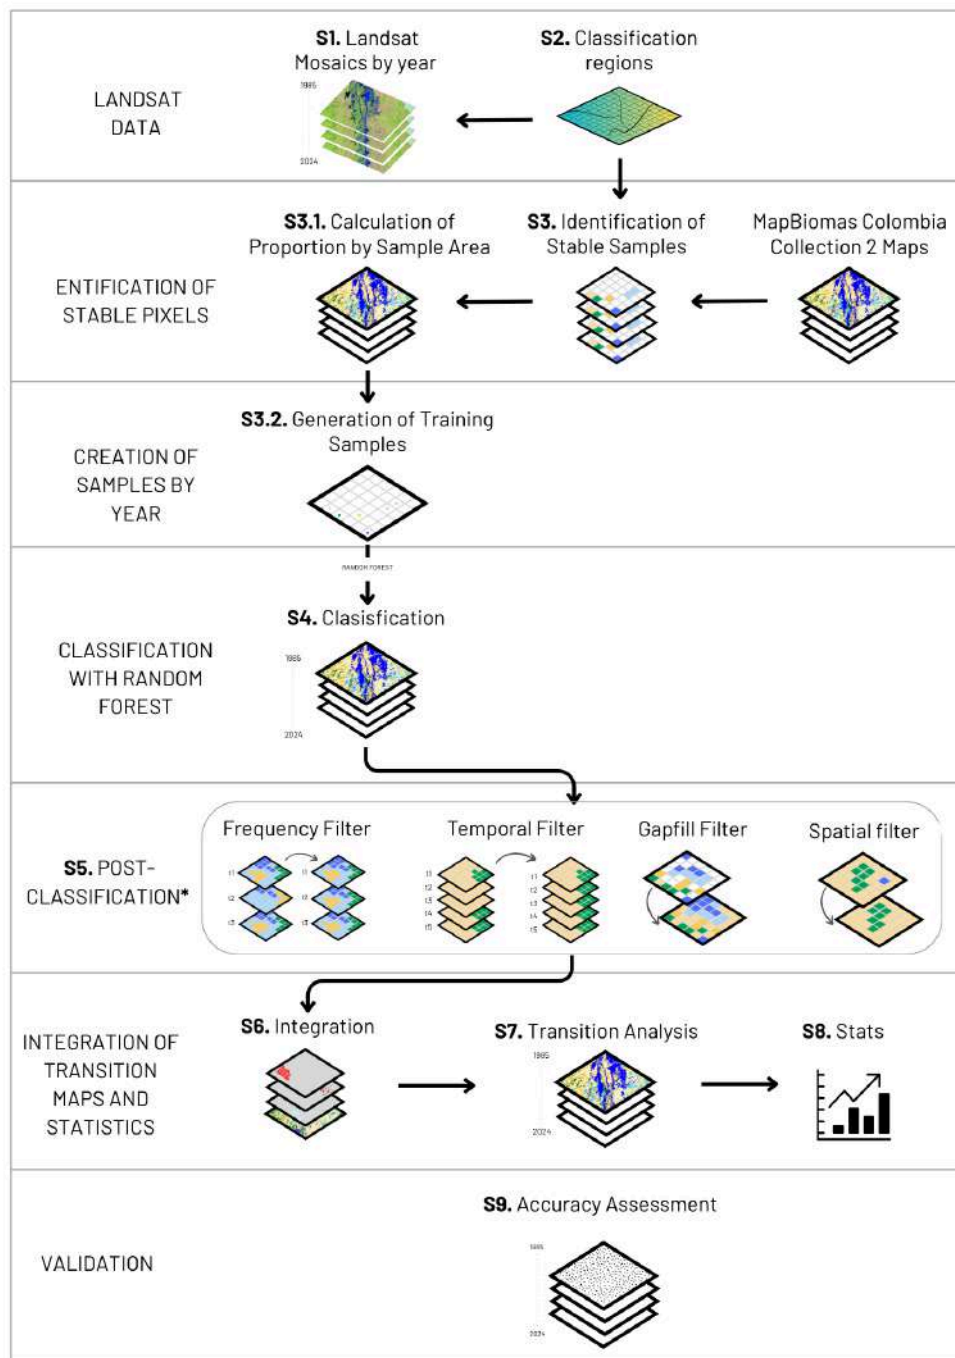 S1. Landsat
Mosaics by year
1985
2024
S2. Classification
regions
LANDSAT
DATA
S3.1. Calculation of
Proportion by Sample Area
S3. Identification of
Stable Samples
MapBiomas Colombia
Collection 2 Maps
ENTIFICATION OF
STABLE PIXELS
S3.2. Generation of Training
Samples
CREATION OF
SAMPLES BY
YEAR
RANDOM FOREST
S4. Clasisfication
1985
2024
CLASSIFICATION
WITH RANDOM
FOREST
S5. POST-
CLASSIFICATION*
Frequency Filter
t1
t2
t3
t1
t2
t3
Temporal Filter
t1
t2
t3
t4
t5
t1
t2
t3
t4
t5
Gapfill Filter
Spatial filter
INTEGRATION OF
TRANSITION
MAPS AND
STATISTICS
S6. Integration
S7. Transition Analysis
1985
2024
S8. Stats
VALIDATION
S9. Accuracy Assessment
1985
2024